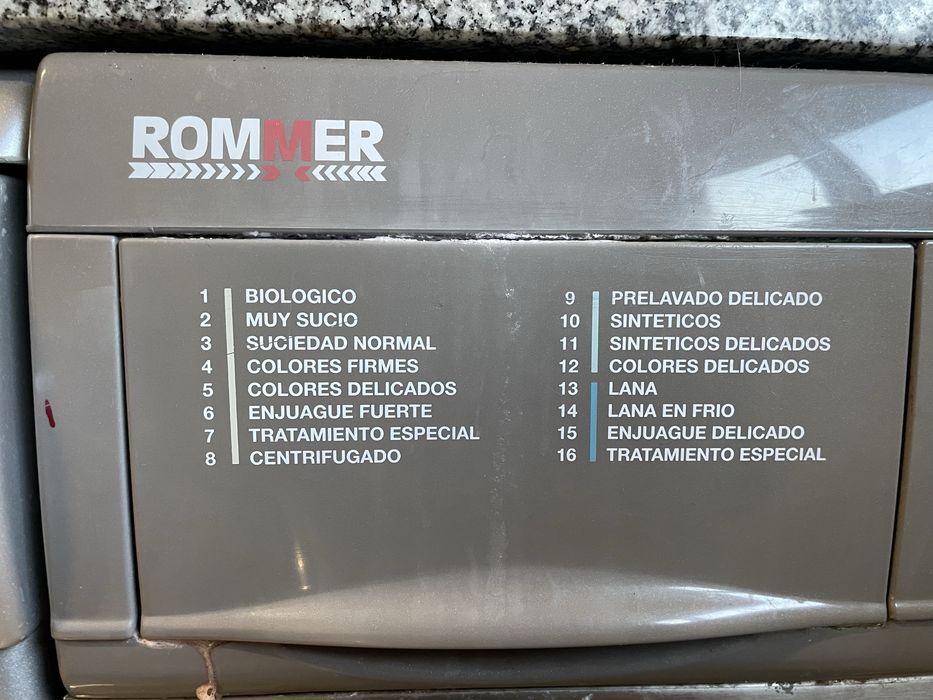 ROMMER
1 BIOLOGICO
2 MUY SUCIO
3 SUCIEDAD NORMAL
4 COLORES FIRMES
5 COLORES DELICADOS
6 ENJUAGUE FUERTE
7 TRATAMIENTO ESPECIAL
8 CENTRIFUGADO
9 PRELAVADO DELICADO
10 SINTETICOS
11 SINTETICOS DELICADOS
12 COLORES DELICADOS
13 LANA
14 LANA EN FRIO
15 ENJUAGUE DELICADO
16 TRATAMIENTO ESPECIAL